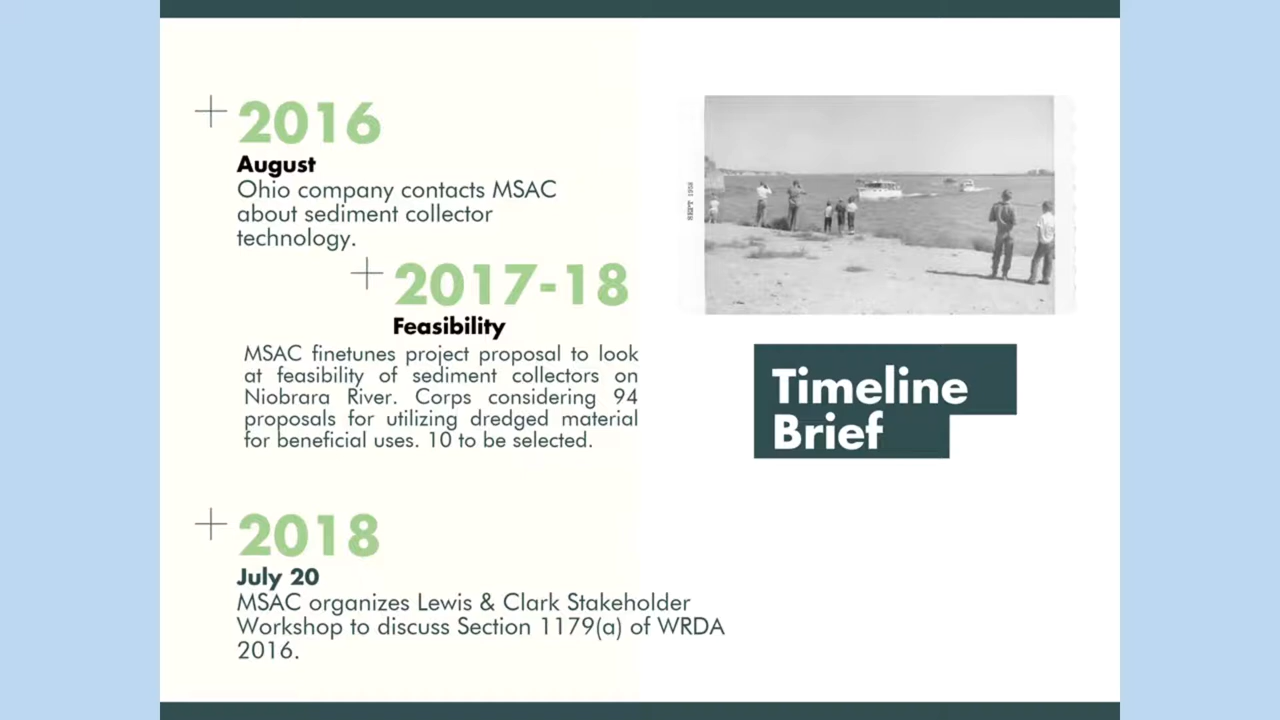 2016
August
Ohio company contacts MSAC
about sediment collector
technology.
2017-18
Feasibility
MSAC finetunes project proposal to look
at feasibility of sediment collectors on
Niobrara River. Corps considering 94
proposals for utilizing dredged material
for beneficial uses. 10 to be selected.
2018
July 20
MSAC organizes Lewis & Clark Stakeholder
Workshop to discuss Section 1179(a) of WRDA
2016.
SEPT 1958
Timeline
Brief